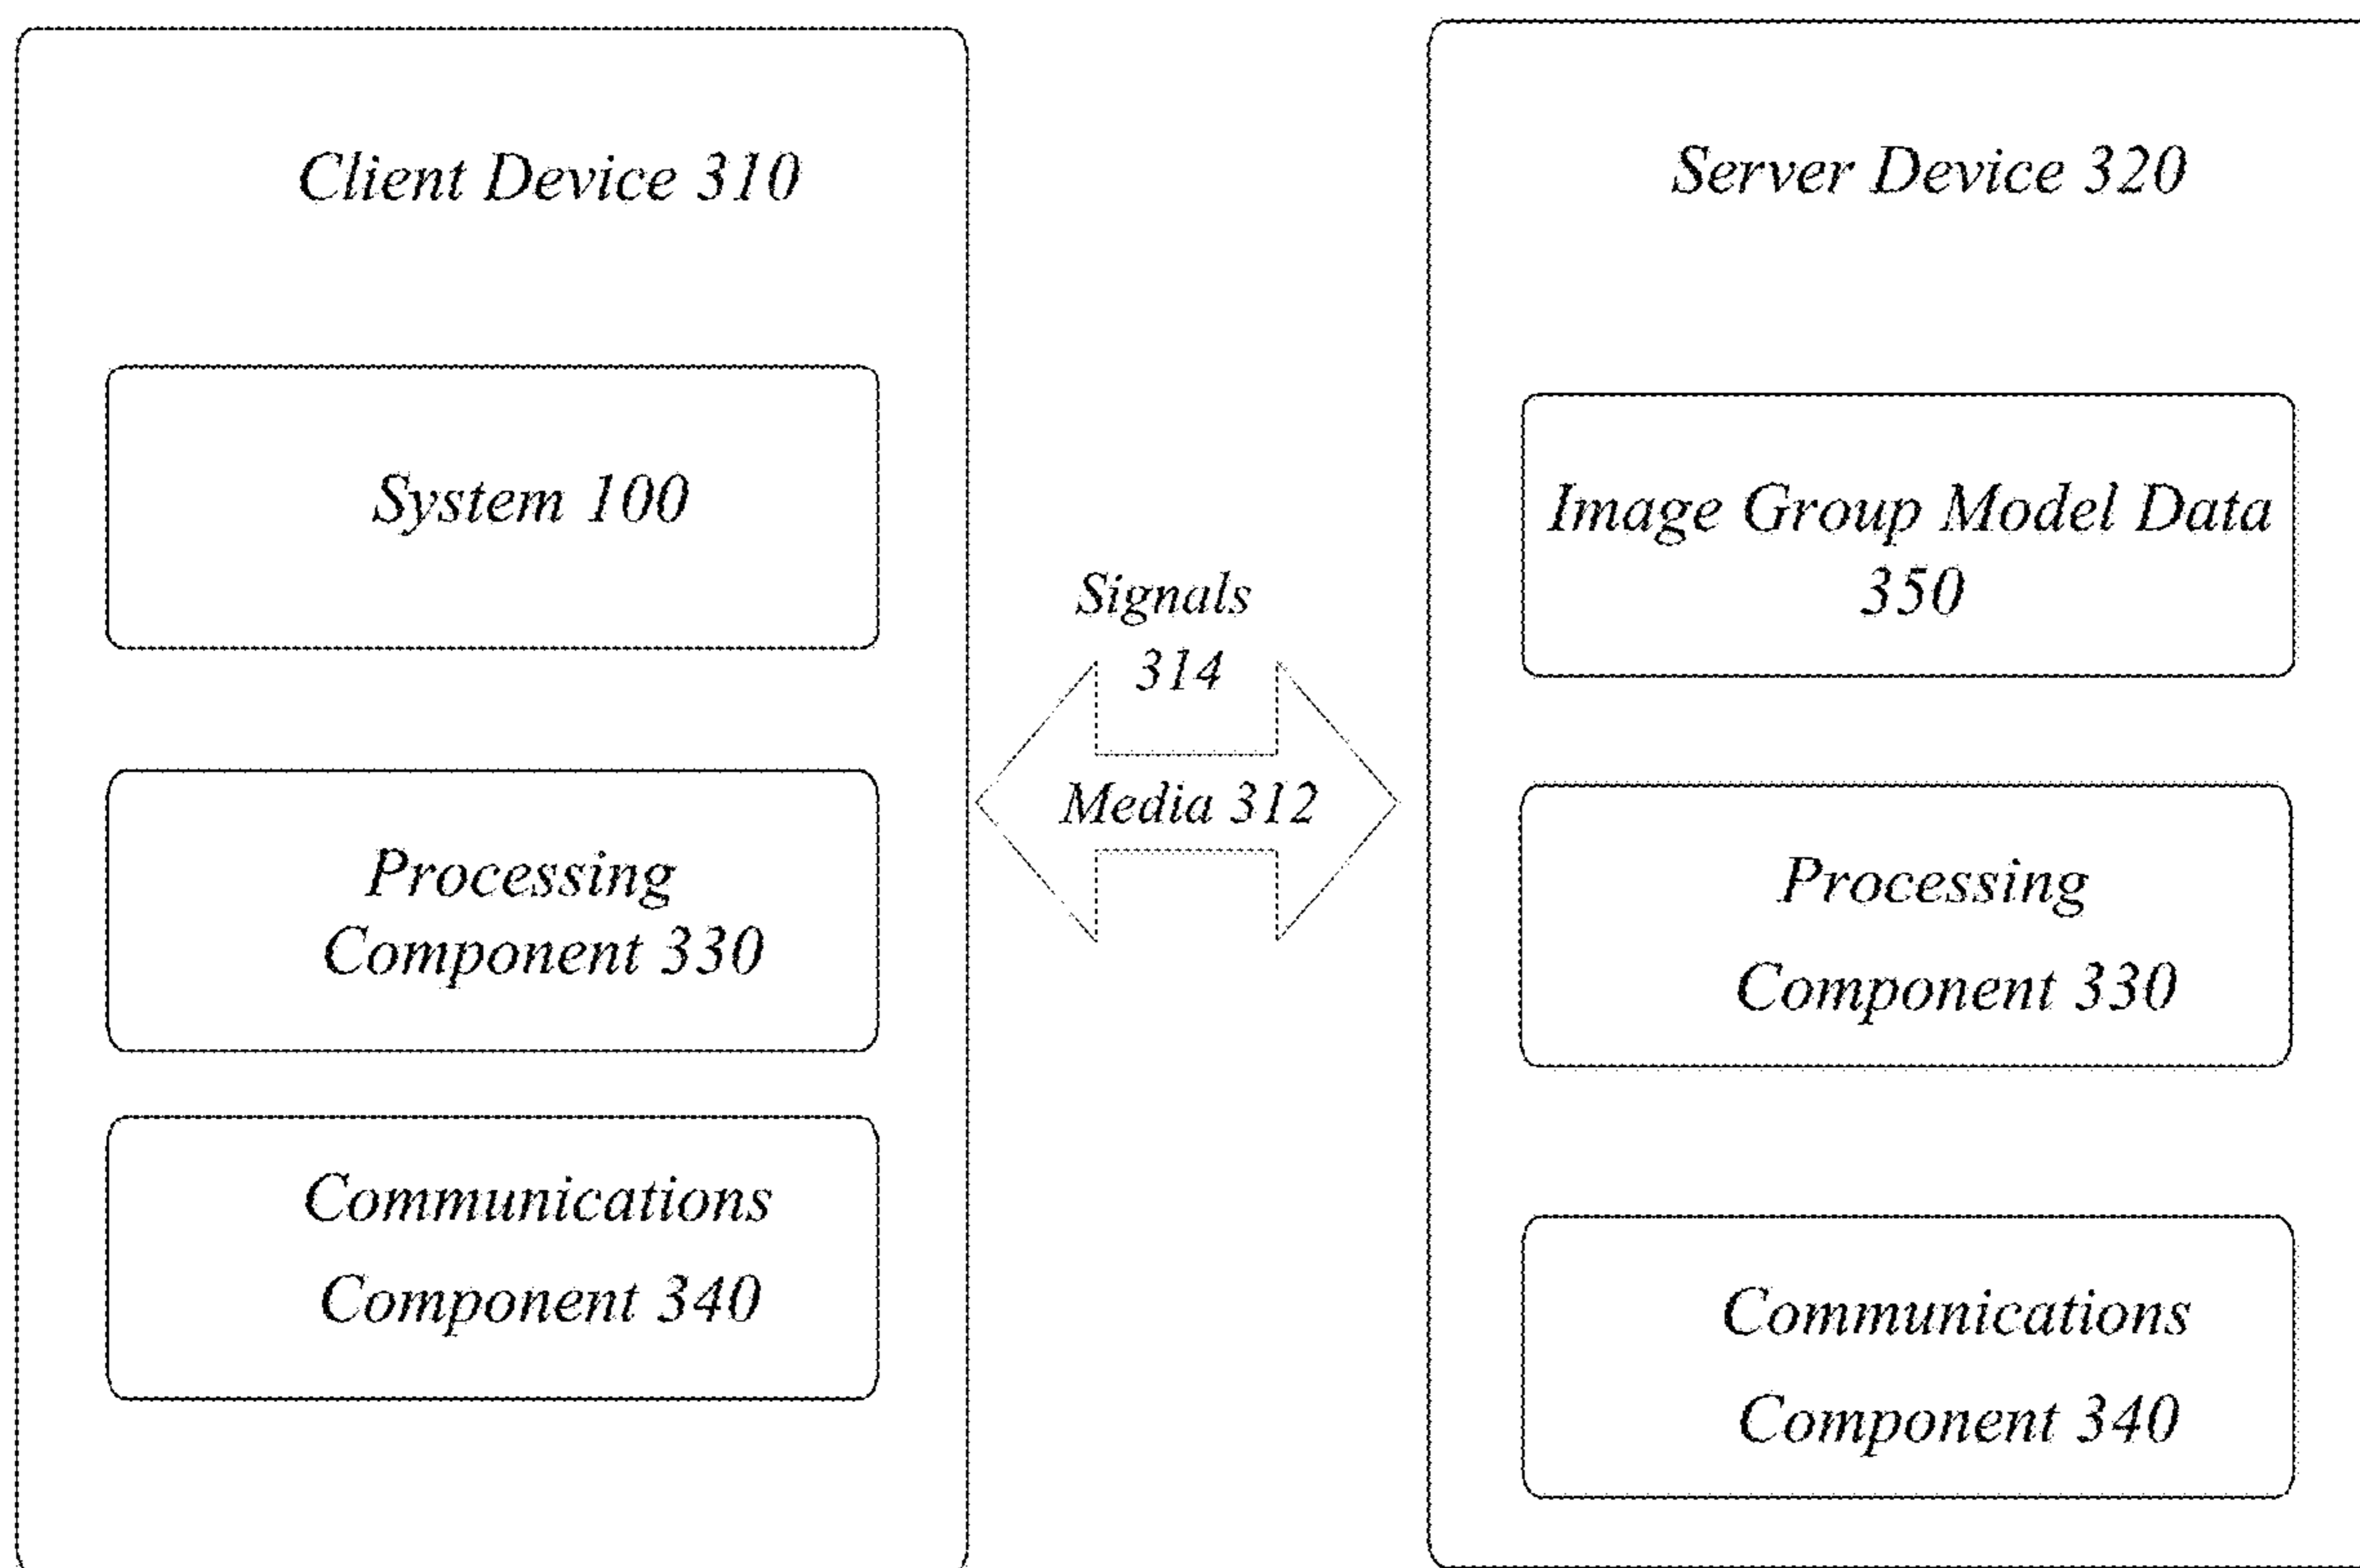 Client Device 310
System 100
Processing
Component 330
Communications
Component 340
Signals
314
Media 312
Server Device 320
Image Group Model Data
350
Processing
Component 330
Communications
Component 340